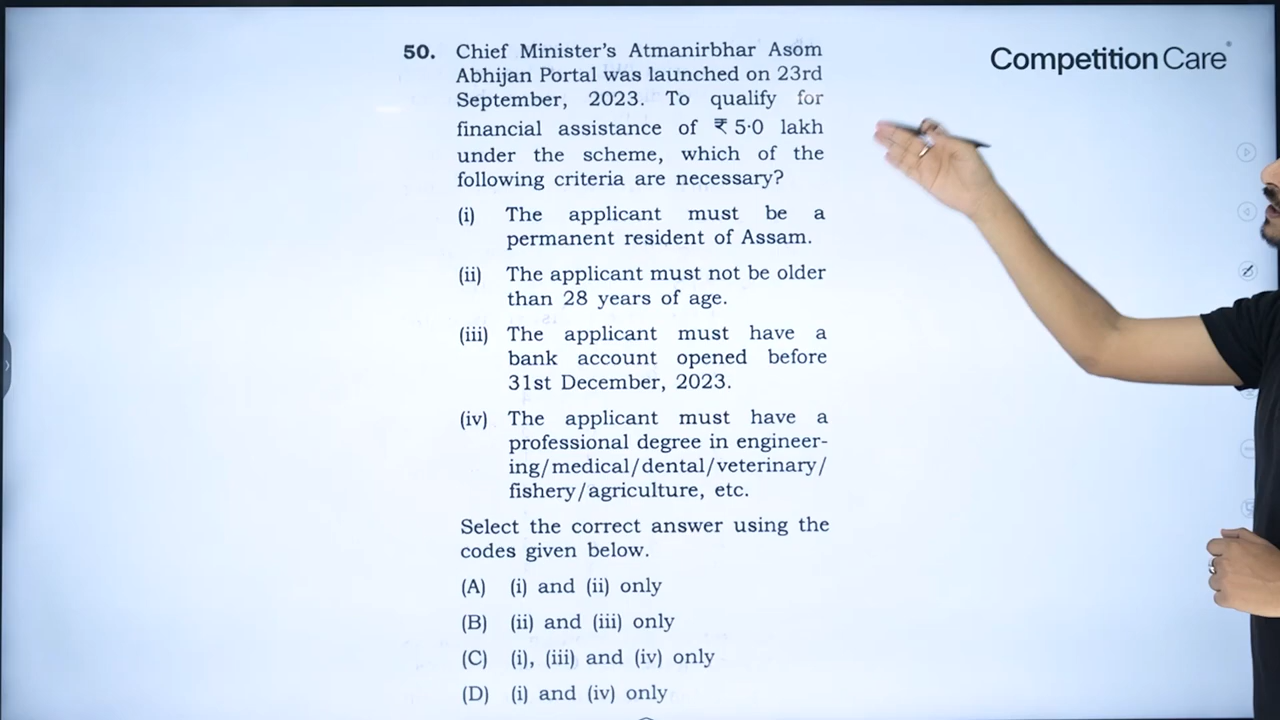 Competition Care
50. Chief Minister's Atmanirbhar Asom
Abhijan Portal was launched on 23rd
September, 2023. To qualify for
financial assistance of ₹ 5·0 lakh
under the scheme, which of the
following criteria are necessary?
(i) The applicant must be a
permanent resident of Assam.
(ii) The applicant must not be older
than 28 years of age.
(iii) The applicant must have a
bank account opened before
31st December, 2023.
(iv) The applicant must have a
professional degree in engineer-
ing/medical/dental/veterinary/
fishery/agriculture, etc.
Select the correct answer using the
codes given below.
(A) (i) and (ii) only
(B) (ii) and (iii) only
(C) (i), (iii) and (iv) only
(D) (i) and (iv) only